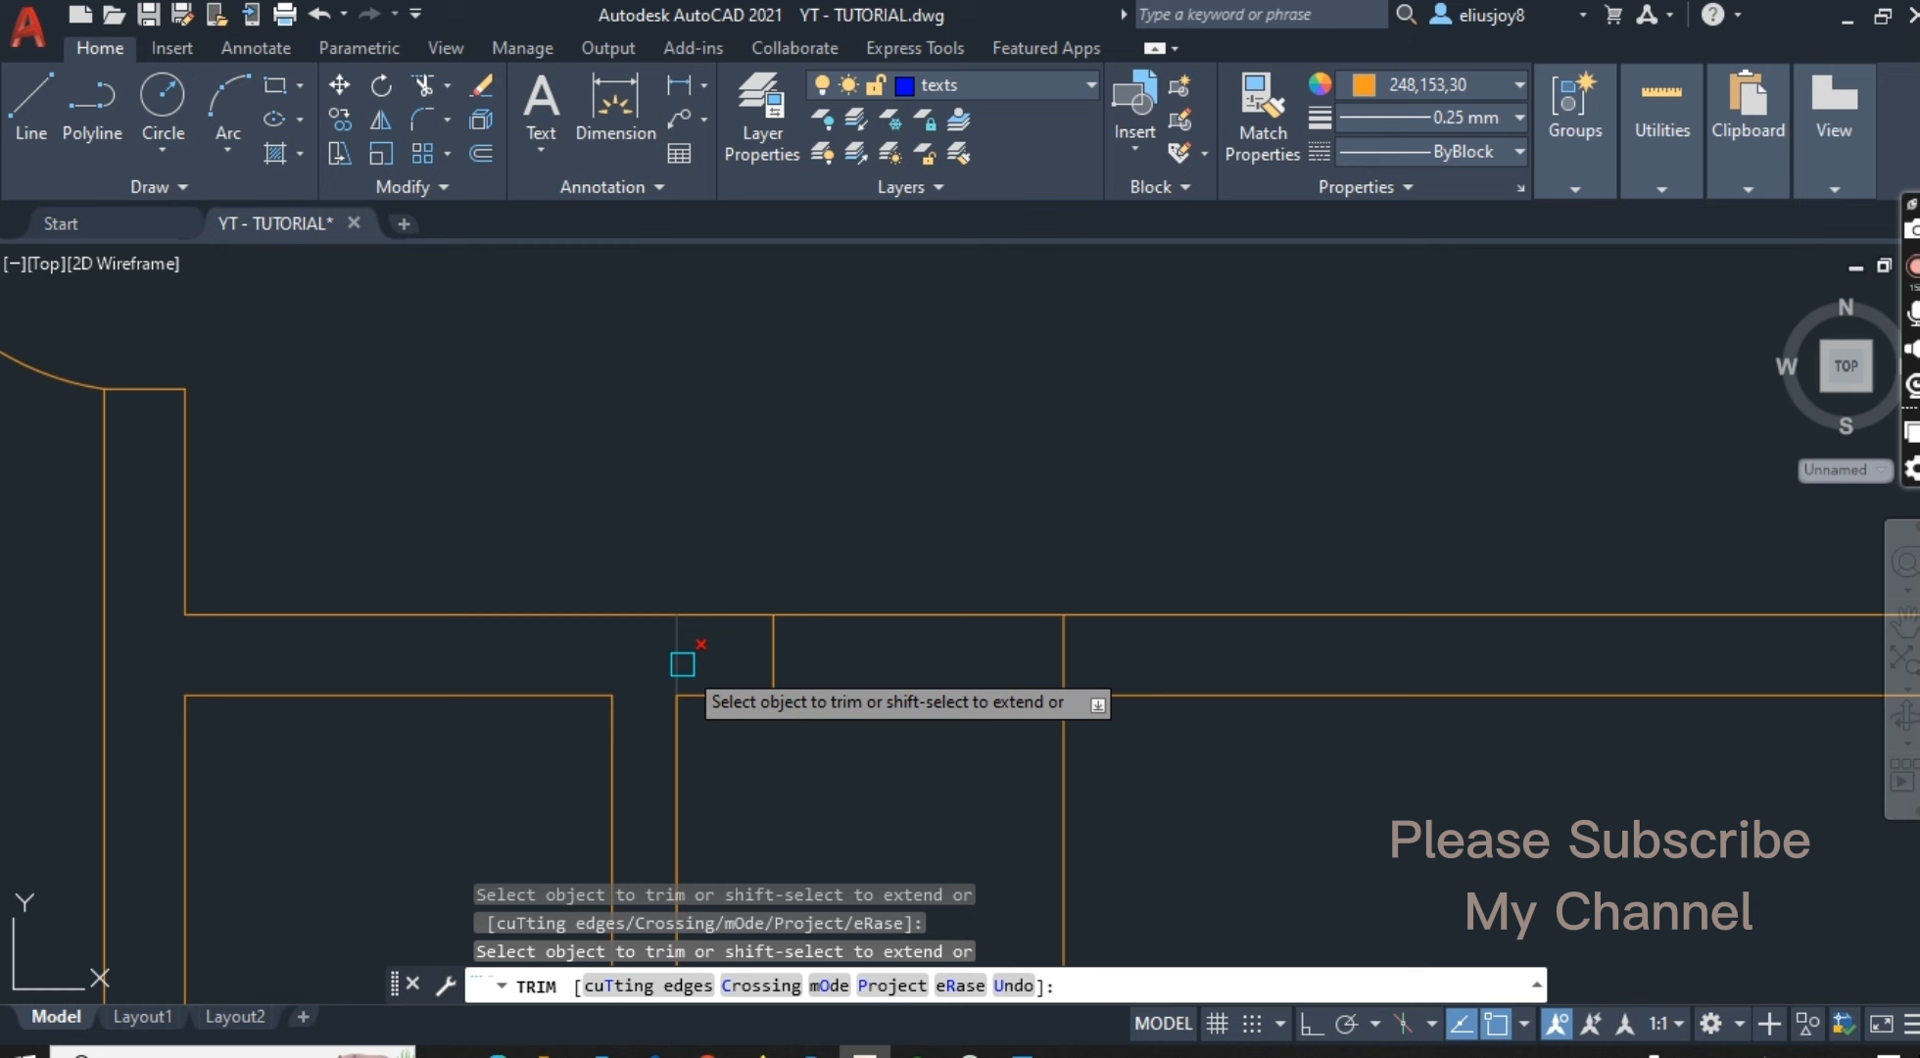 Autodesk AutoCAD 2021 YT - TUTORIAL.dwg
Type a keyword or phrase
eliusjoy8
Home Insert Annotate Parametric View Manage Output Add-ins Collaborate Express Tools Featured Apps
texts
248,153,30
0.25 mm
ByBlock
Line Polyline Circle Arc
Text Dimension
Layer Properties
Insert
Match Properties
Groups Utilities Clipboard View
Draw Modify Annotation Layers Block Properties
Start YT - TUTORIAL*
[−][Top][2D Wireframe]
N
W TOP
S
Unnamed
Select object to trim or shift-select to extend or
Please Subscribe
My Channel
Select object to trim or shift-select to extend or
[cuTting edges/Crossing/mOde/Project/eRase]:
Select object to trim or shift-select to extend or
TRIM [cuTting edges Crossing mOde Project eRase Undo]:
Y
X
Model Layout1 Layout2
MODEL 1:1